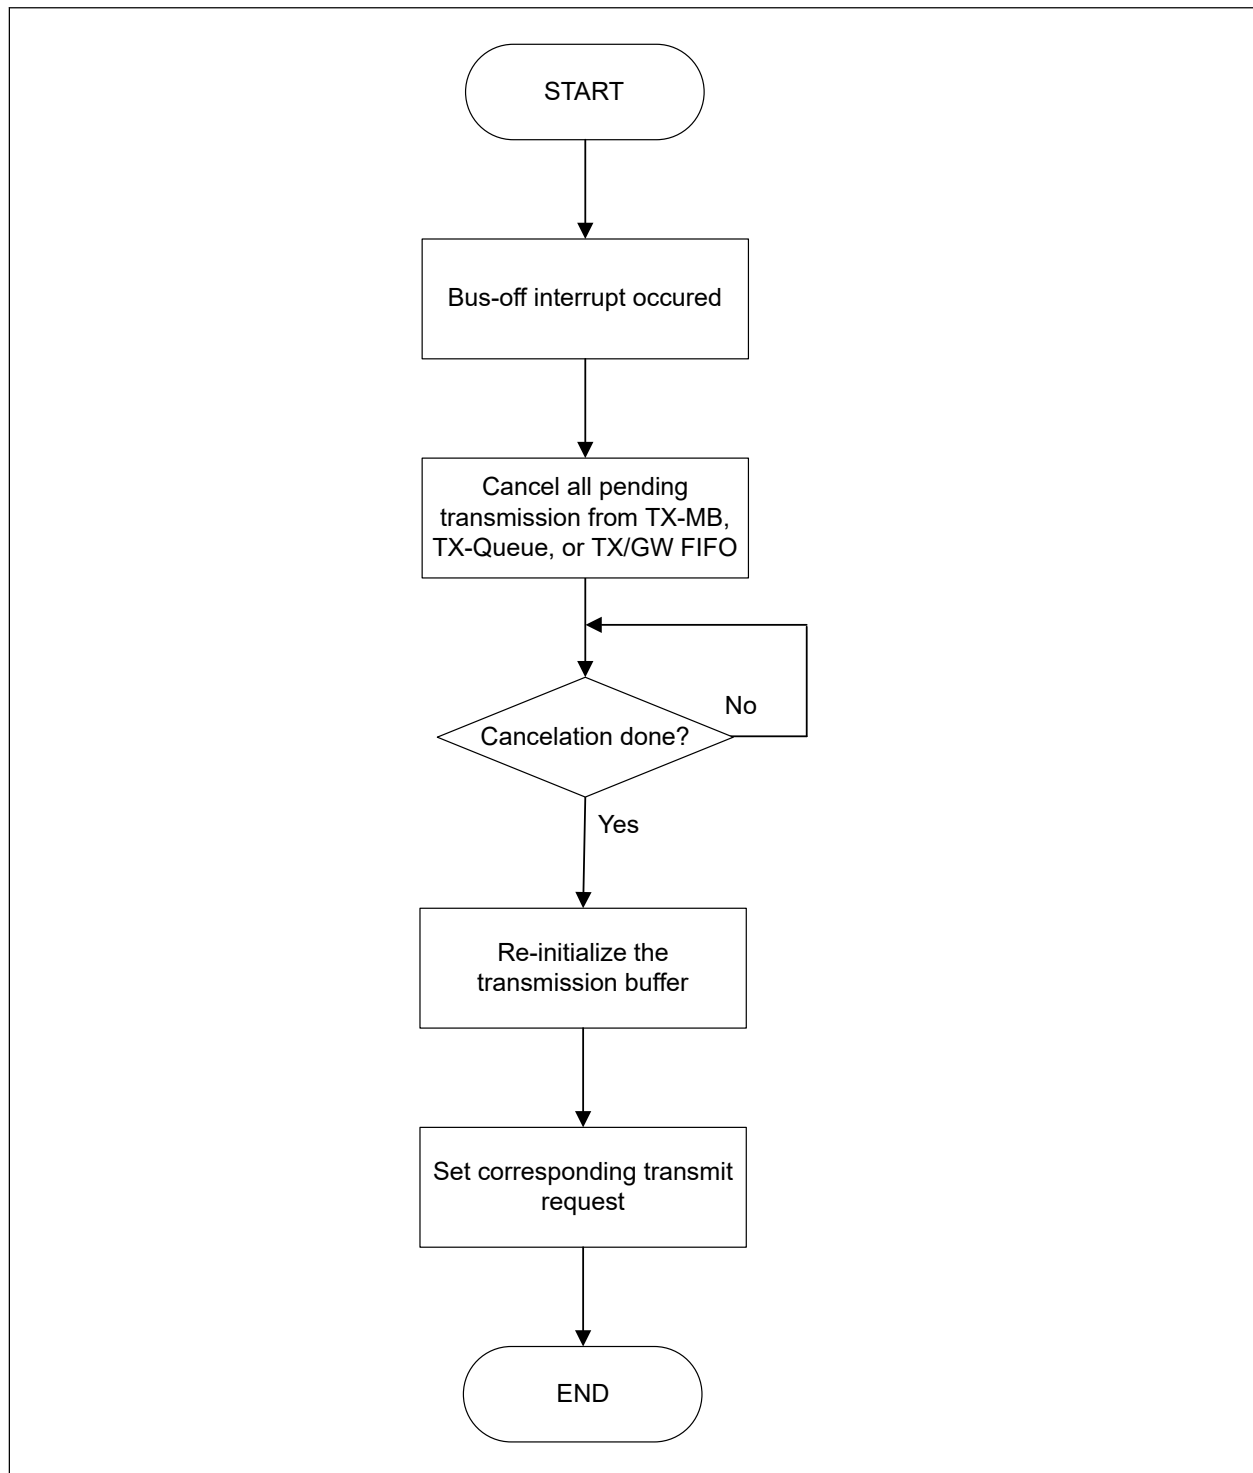 START
Bus-off interrupt occured
Cancel all pending
transmission from TX-MB,
TX-Queue, or TX/GW FIFO
No
Cancelation done?
Yes
Re-initialize the
transmission buffer
Set corresponding transmit
request
END